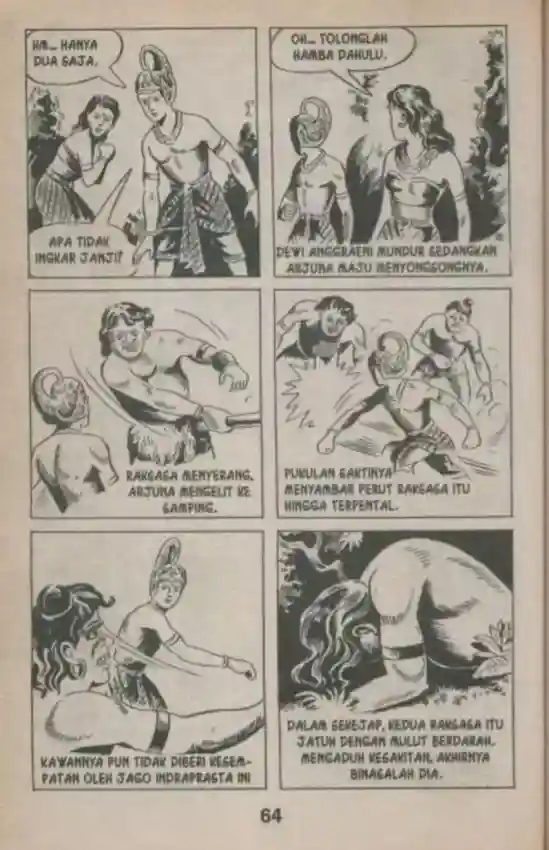 HM... HANYA
DUA SAJA.
APA TIDAK
INGKAR JANJI?
OH... TOLONGLAH
HAMBA DAHULU.
DEWI ANGGRAENI MUNDUR SEDANGKAN
ARJUNA MAJU MENYONGSONGNYA.
RAKSASA MENYERANG.
ARJUNA MENGELIT KE
SAMPING.
PUKULAN SAKTINYA
MENYAMBAR PERUT RAKSASA ITU
HINGGA TERPENTAL.
KAWANNYA PUN TIDAK DIBERI KESEM-
PATAN OLEH JAGO INDRAPRASTA INI
DALAM SEKEJAP, KEDUA RAKSASA ITU
JATUH DENGAN MULUT BERDARAH.
MENGADUH KESAKITAN, AKHIRNYA
BINASALAH DIA.
64